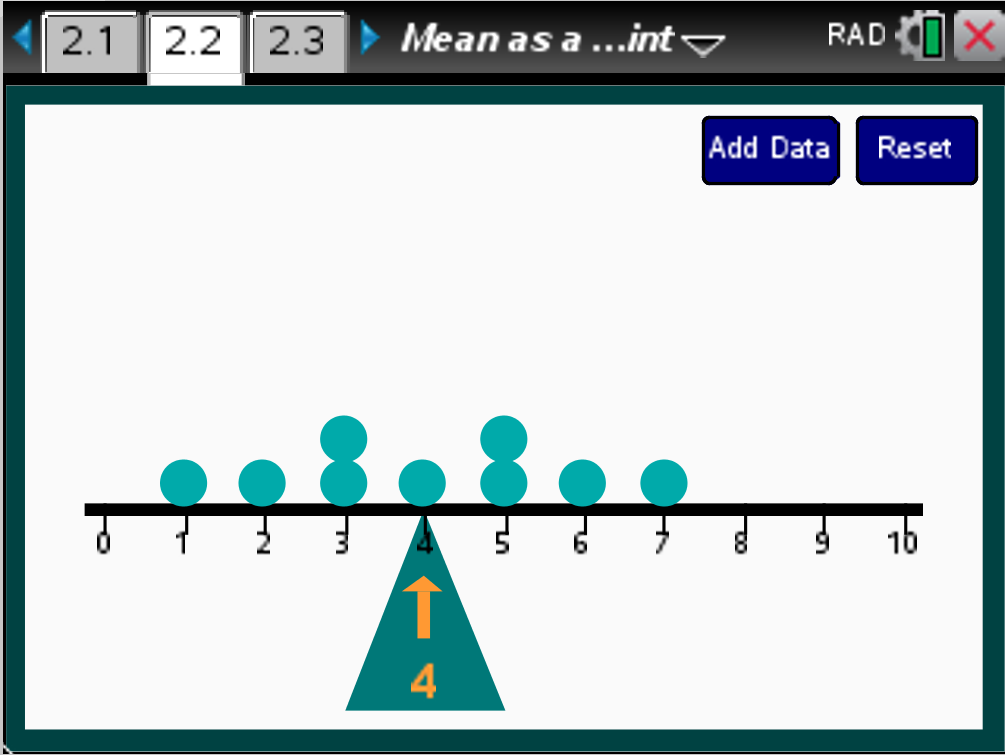 2.1 2.2 2.3 Mean as a ...int RAD
Add Data Reset
0 1 2 3 4 5 6 7 8 9 10
4